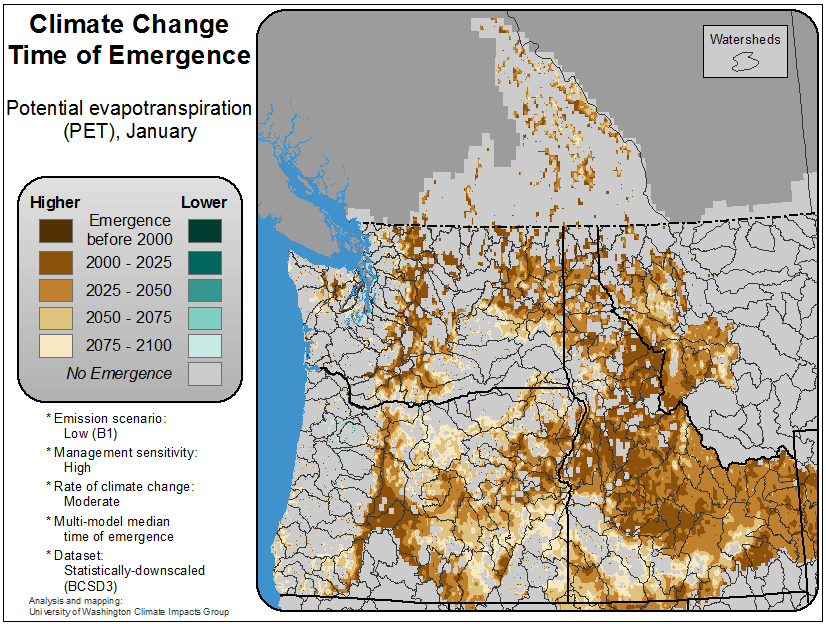 Climate Change
Time of Emergence
Potential evapotranspiration
(PET), January
Higher
Lower
Emergence
before 2000
2000 - 2025
2025 - 2050
2050 - 2075
2075 - 2100
No Emergence
* Emission scenario:
Low (B1)
* Management sensitivity:
High
* Rate of climate change:
Moderate
* Multi-model median
time of emergence
* Dataset:
Statistically-downscaled
(BCSD3)
Analysis and mapping:
University of Washington Climate Impacts Group
Watersheds